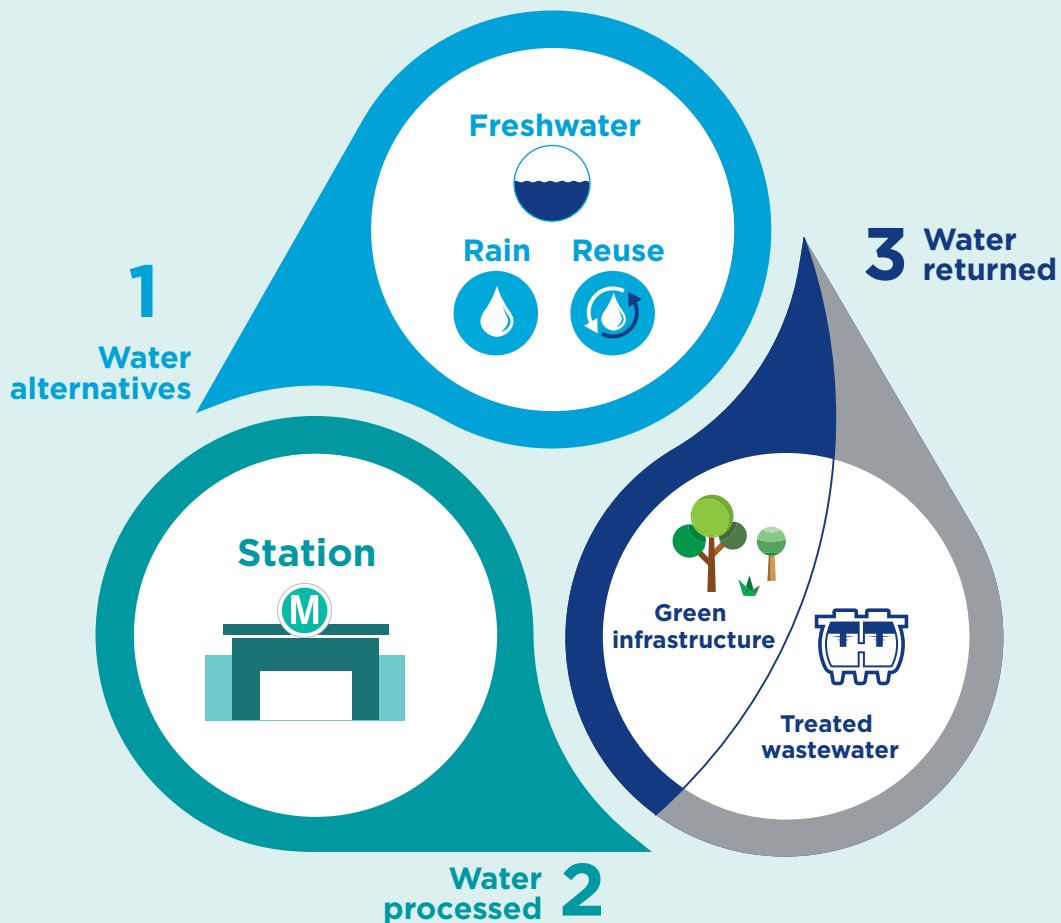 1
Water
alternatives
Freshwater
Rain
Reuse
Station
M
Water
processed
2
3
Water
returned
Green
infrastructure
Treated
wastewater